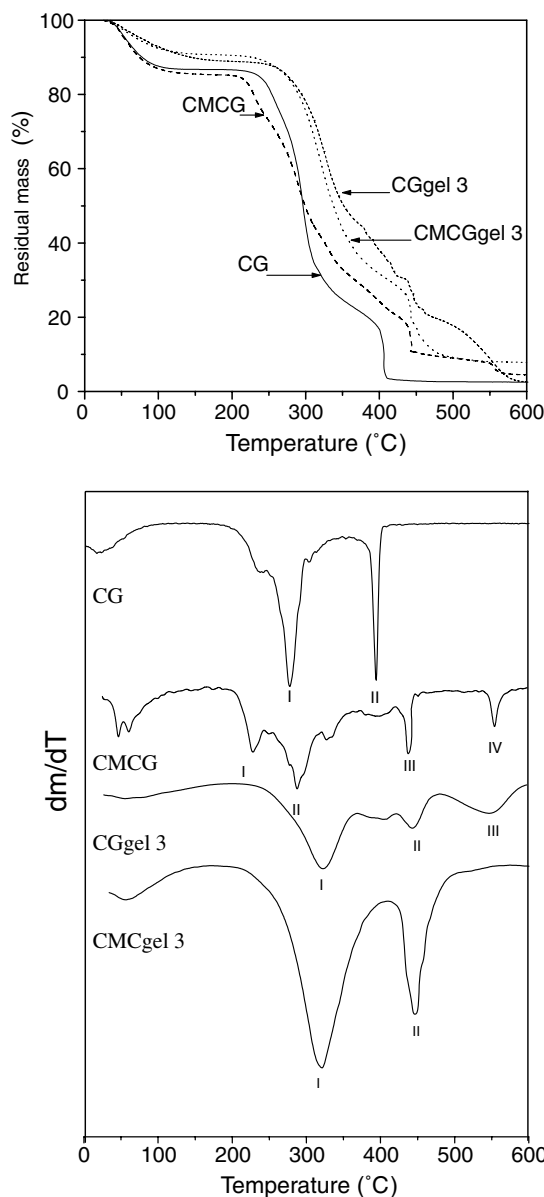 100
80
60
40
20
0
Residual mass (%)
CMCG
CGgel 3
CMCGgel 3
CG
0 100 200 300 400 500 600
Temperature (˚C)
dm/dT
CG
I
II
CMCG
I
II
III
IV
CGgel 3
I
II
III
CMCgel 3
I
II
0 100 200 300 400 500 600
Temperature (˚C)